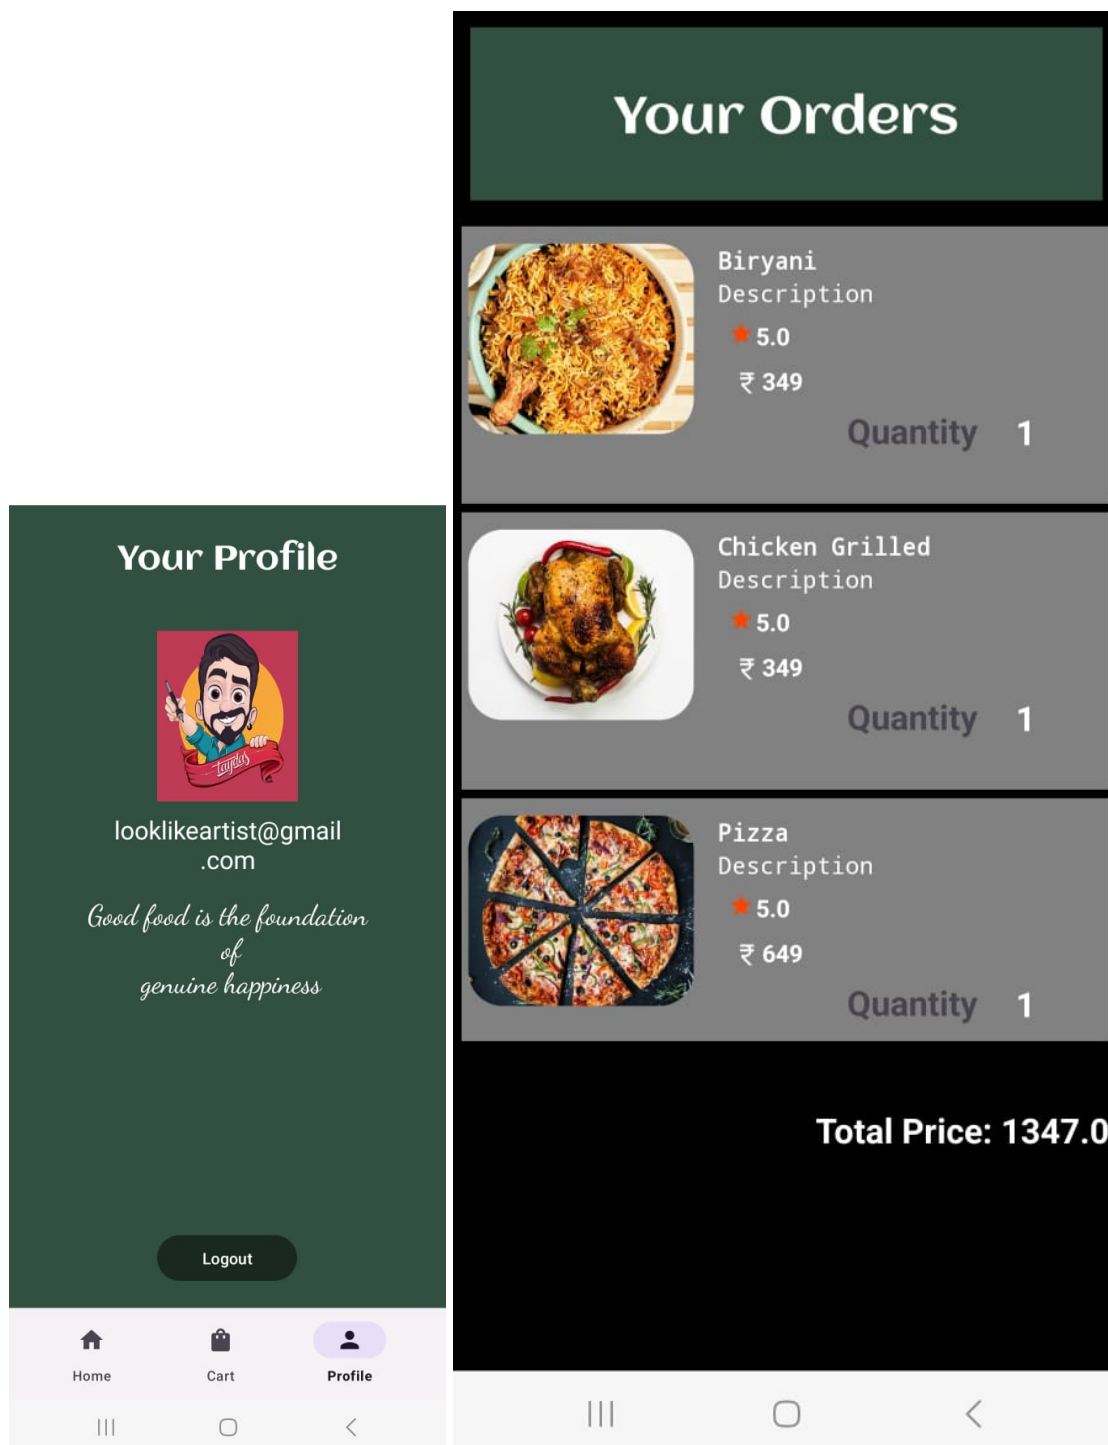 Your Profile
taydas
looklikeartist@gmail
.com
Good food is the foundation
of
genuine happiness
Logout
Home
Cart
Profile
Your Orders
Biryani
Description
5.0
₹ 349
Quantity 1
Chicken Grilled
Description
5.0
₹ 349
Quantity 1
Pizza
Description
5.0
₹ 649
Quantity 1
Total Price: 1347.0